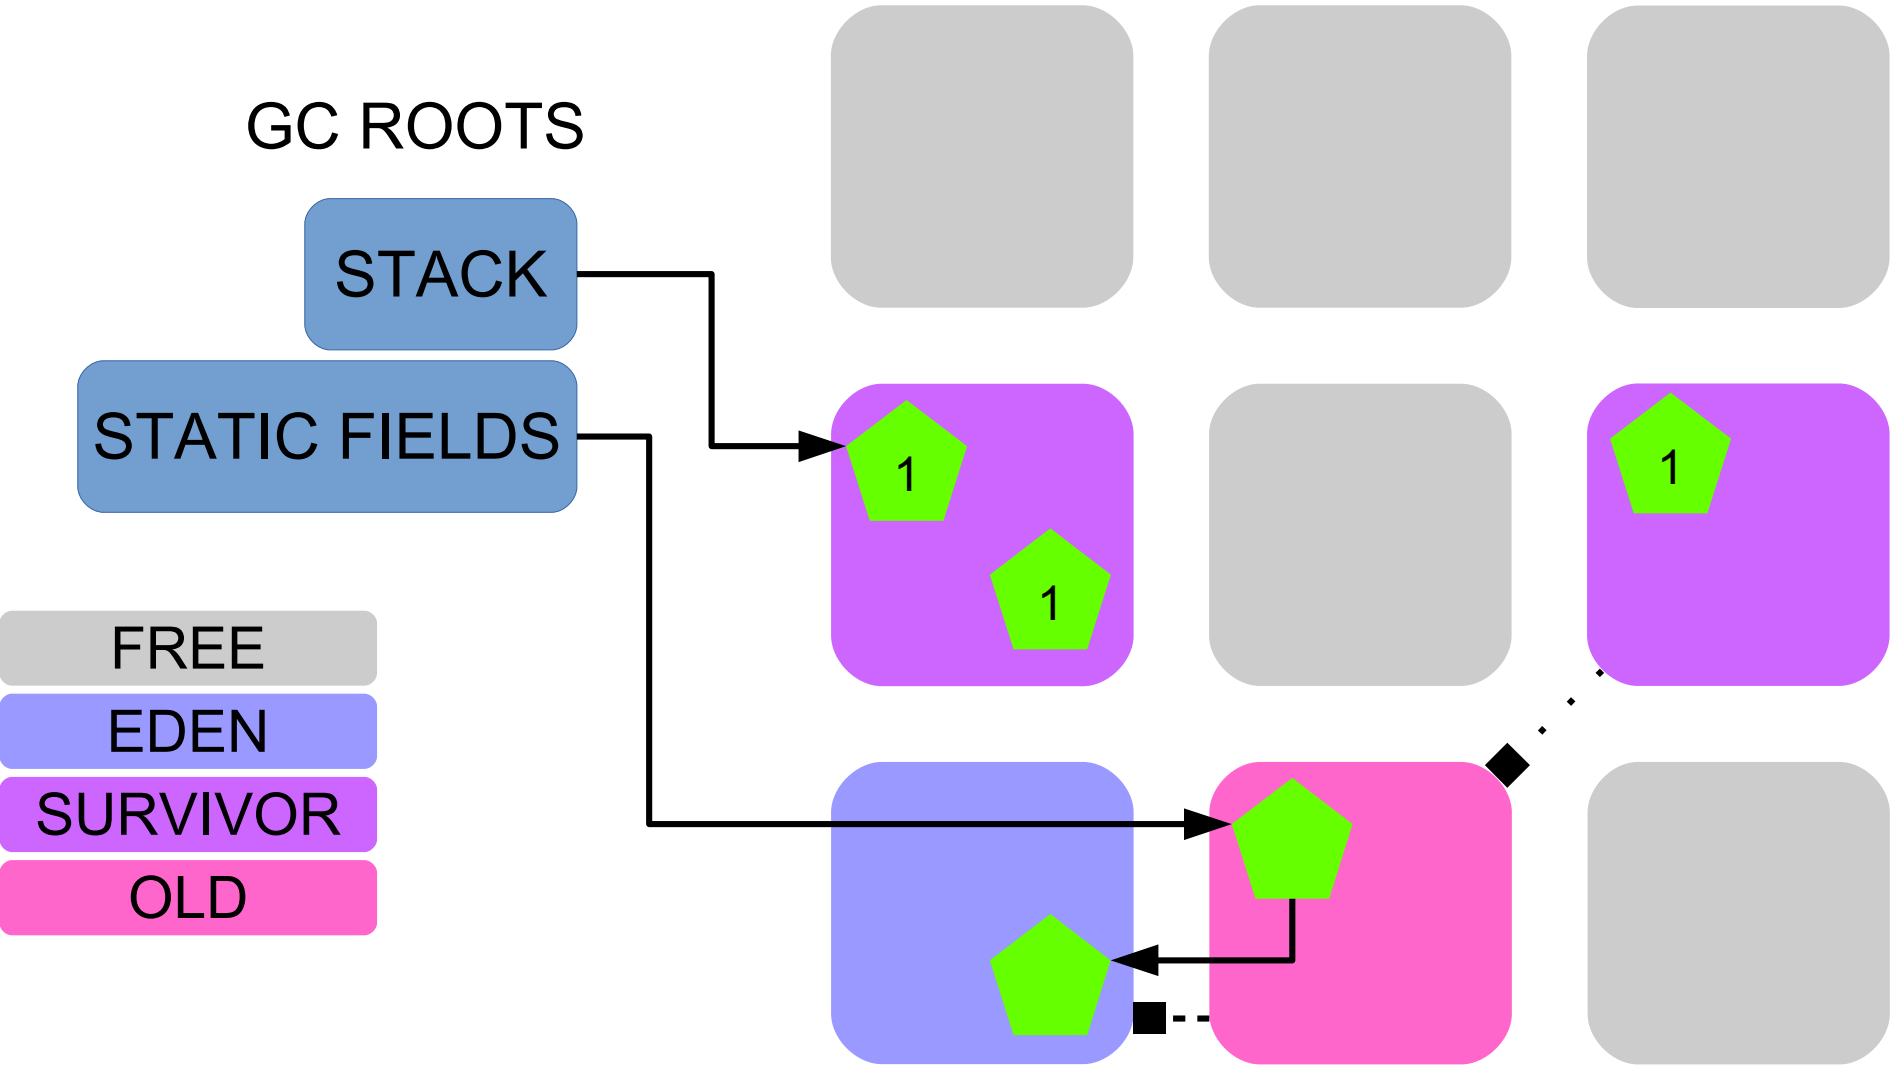 GC ROOTS
STACK
STATIC FIELDS
FREE
EDEN
SURVIVOR
OLD
1
1
1